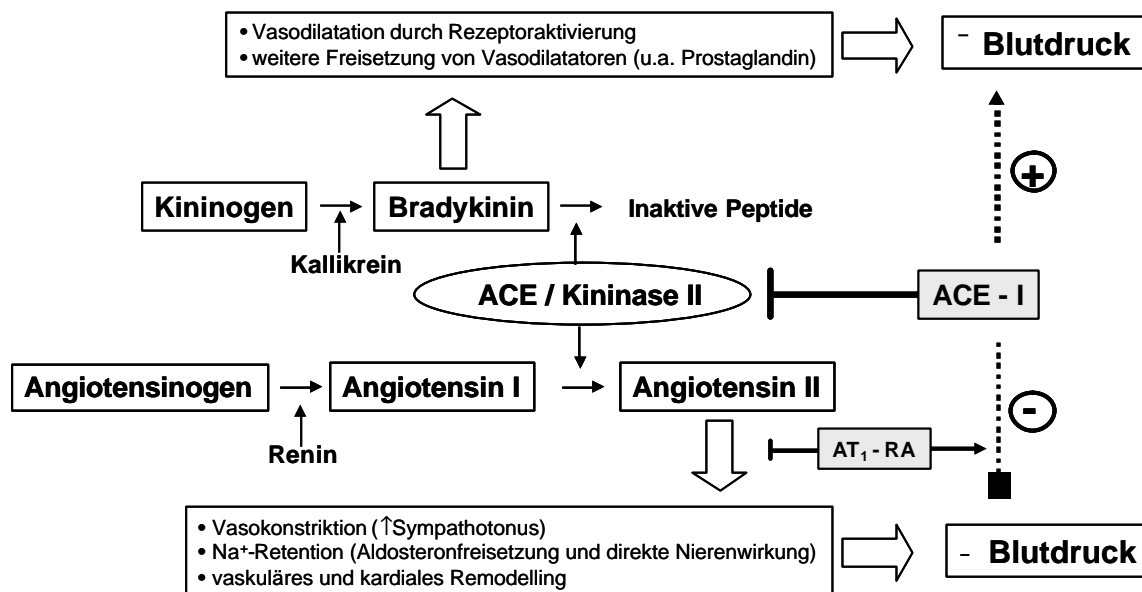 • Vasodilatation durch Rezeptoraktivierung
• weitere Freisetzung von Vasodilatatoren (u.a. Prostaglandin)
– Blutdruck
+
Kininogen
Bradykinin
Inaktive Peptide
Kallikrein
ACE / Kininase II
ACE - I
Angiotensinogen
Angiotensin I
Angiotensin II
-
Renin
AT₁ - RA
• Vasokonstriktion (↑Sympathotonus)
• Na⁺-Retention (Aldosteronfreisetzung und direkte Nierenwirkung)
• vaskuläres und kardiales Remodelling
– Blutdruck